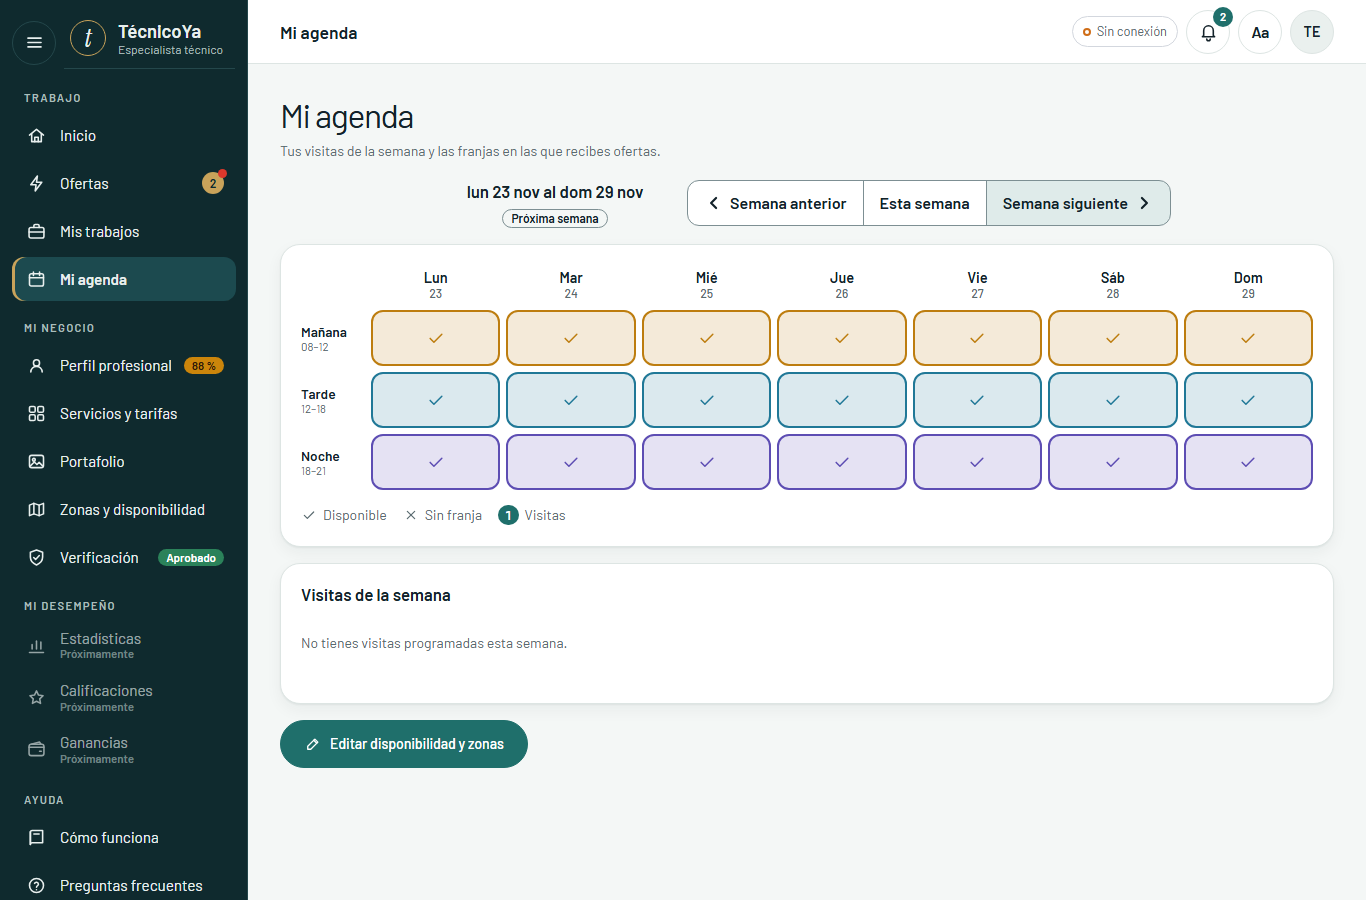 t
TécnicoYa
Especialista técnico
TRABAJO
Inicio
Ofertas
2
Mis trabajos
Mi agenda
MI NEGOCIO
Perfil profesional
88 %
Servicios y tarifas
Portafolio
Zonas y disponibilidad
Verificación
Aprobado
MI DESEMPEÑO
Estadísticas
Próximamente
Calificaciones
Próximamente
Ganancias
Próximamente
AYUDA
Cómo funciona
Preguntas frecuentes
Mi agenda
Sin conexión
2
Aa
TE
Mi agenda
Tus visitas de la semana y las franjas en las que recibes ofertas.
lun 23 nov al dom 29 nov
Próxima semana
Semana anterior
Esta semana
Semana siguiente
Lun Mar Mié Jue Vie Sáb Dom
23 24 25 26 27 28 29
Mañana
08–12
Tarde
12–18
Noche
18–21
Disponible Sin franja 1 Visitas
Visitas de la semana
No tienes visitas programadas esta semana.
Editar disponibilidad y zonas